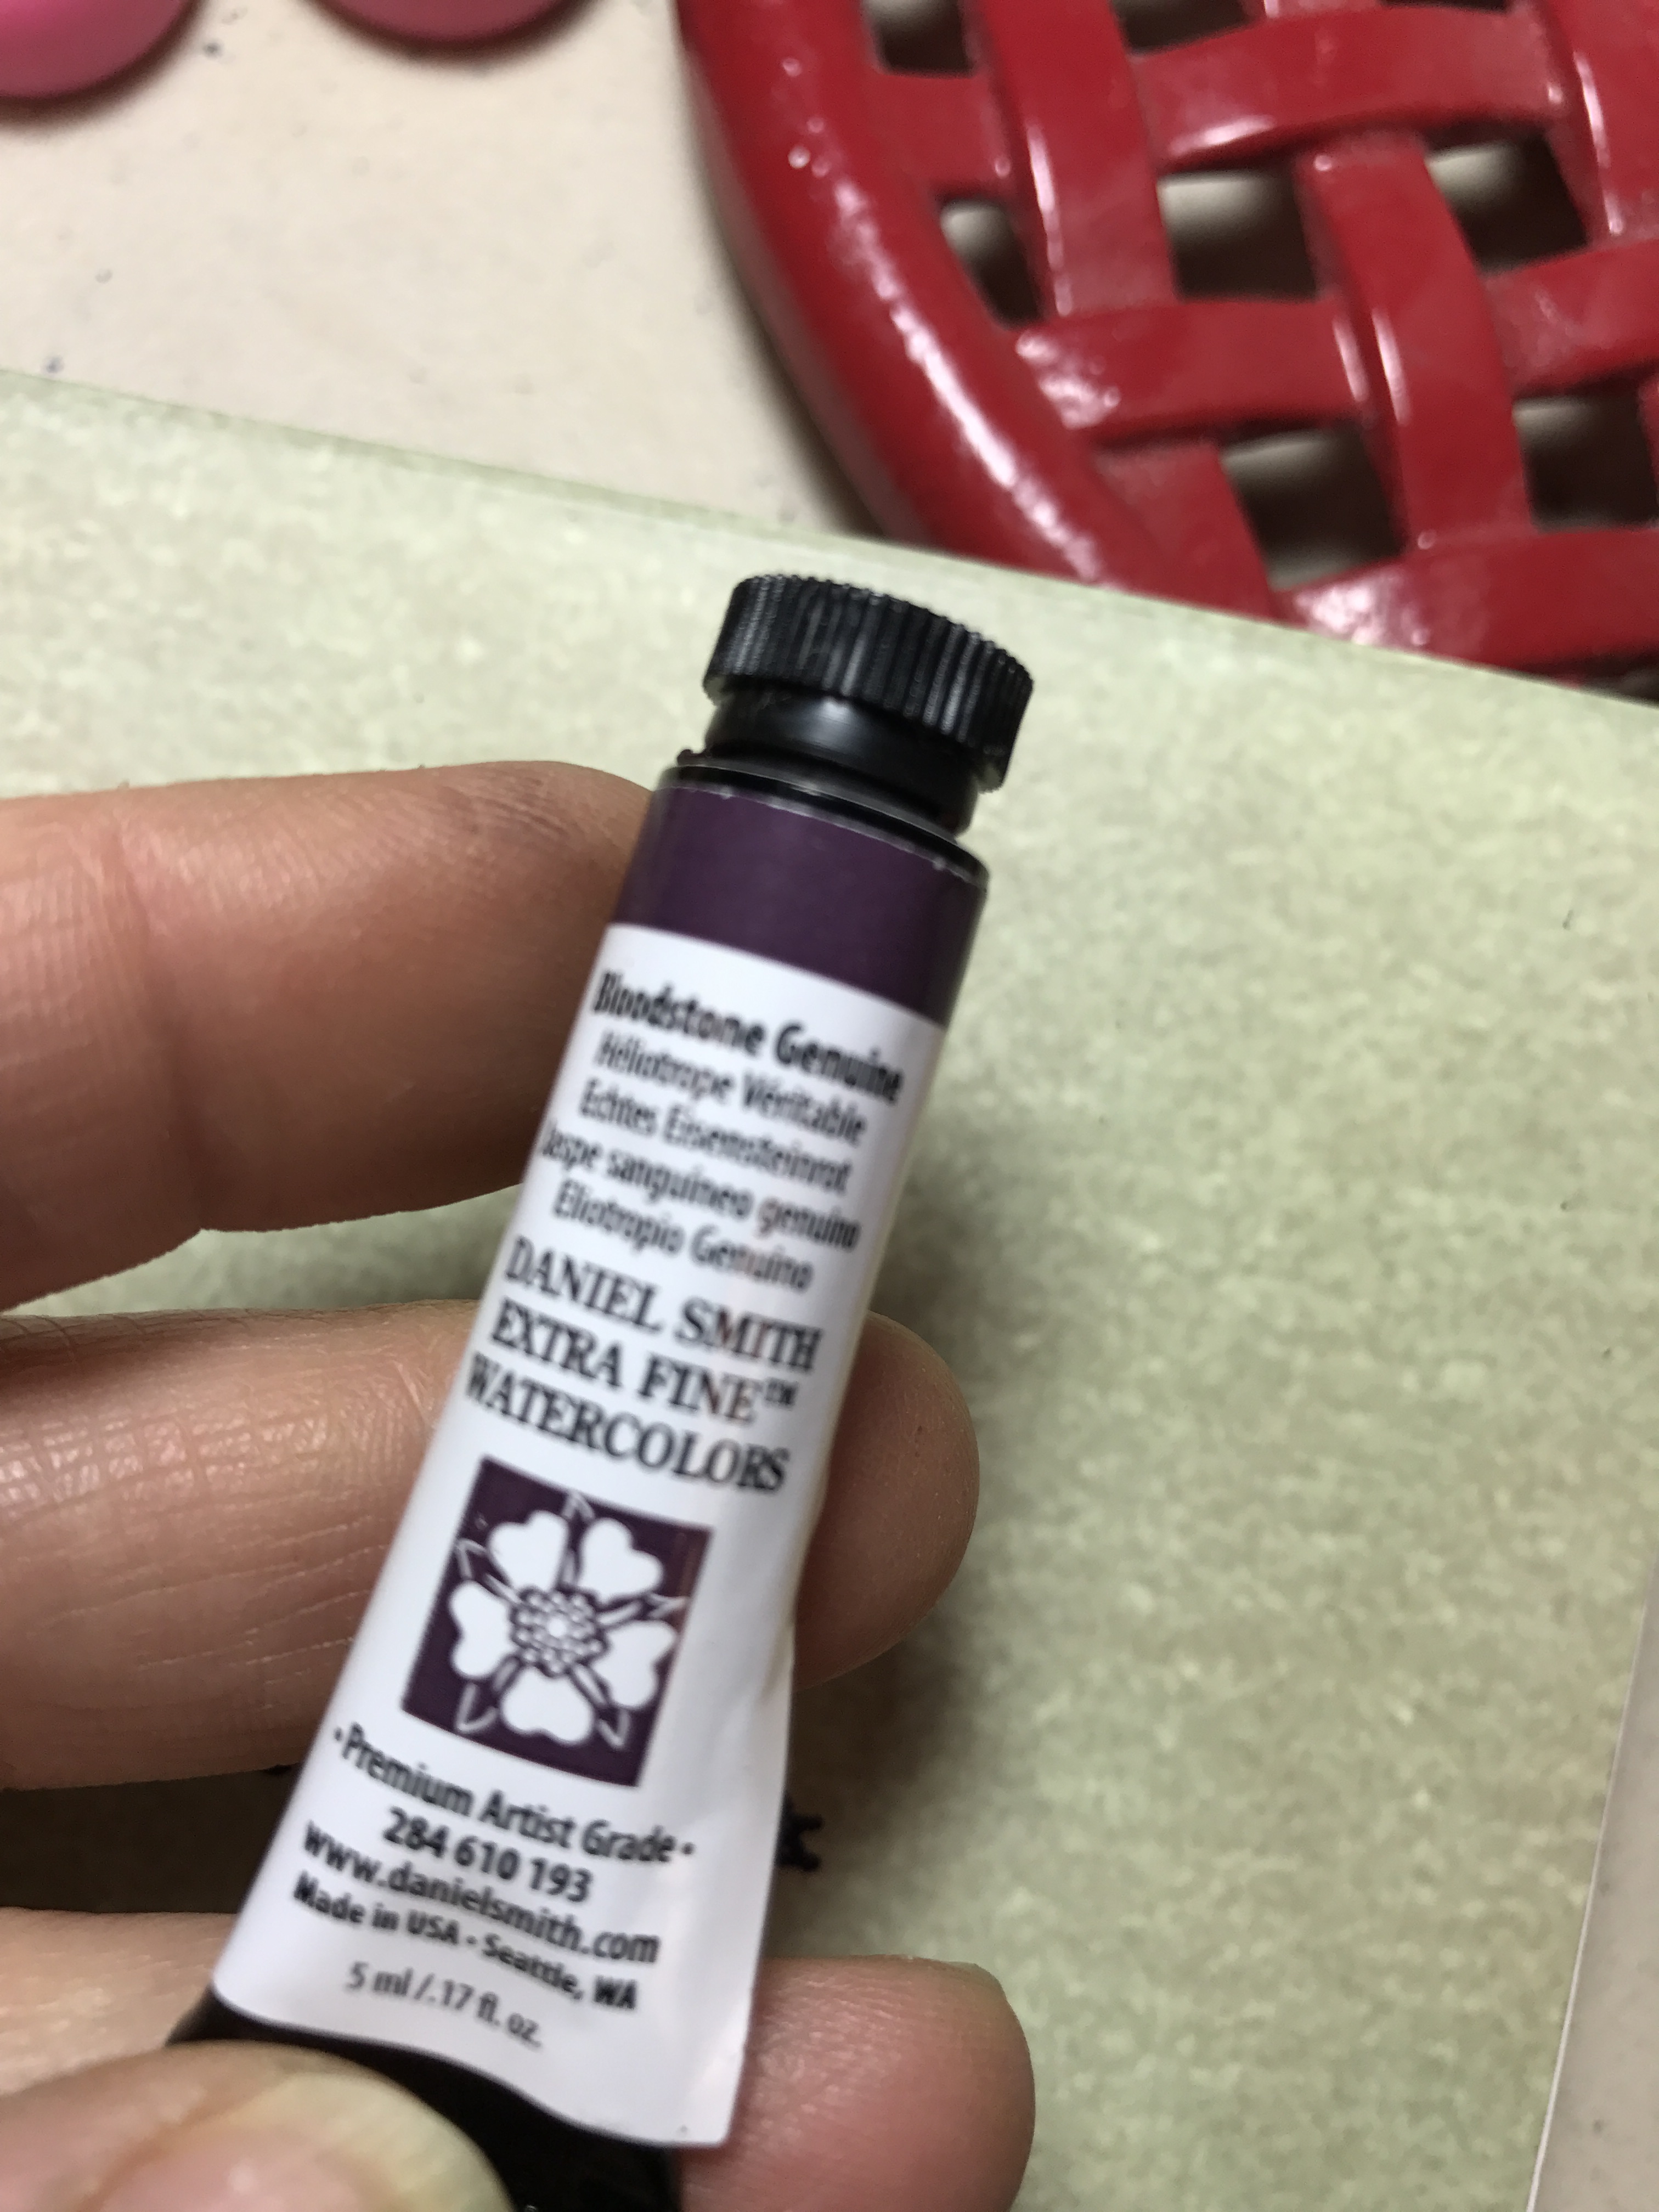 Bloodstone Genuine
Héliotrope Véritable
Echtes Eisensteinrot
Jaspe sanguíneo genuino
Eliotropio Genuino
DANIEL SMITH
EXTRA FINE™
WATERCOLORS
• Premium Artist Grade •
284 610 193
www.danielsmith.com
Made in USA • Seattle, WA
5 ml / .17 fl. oz.